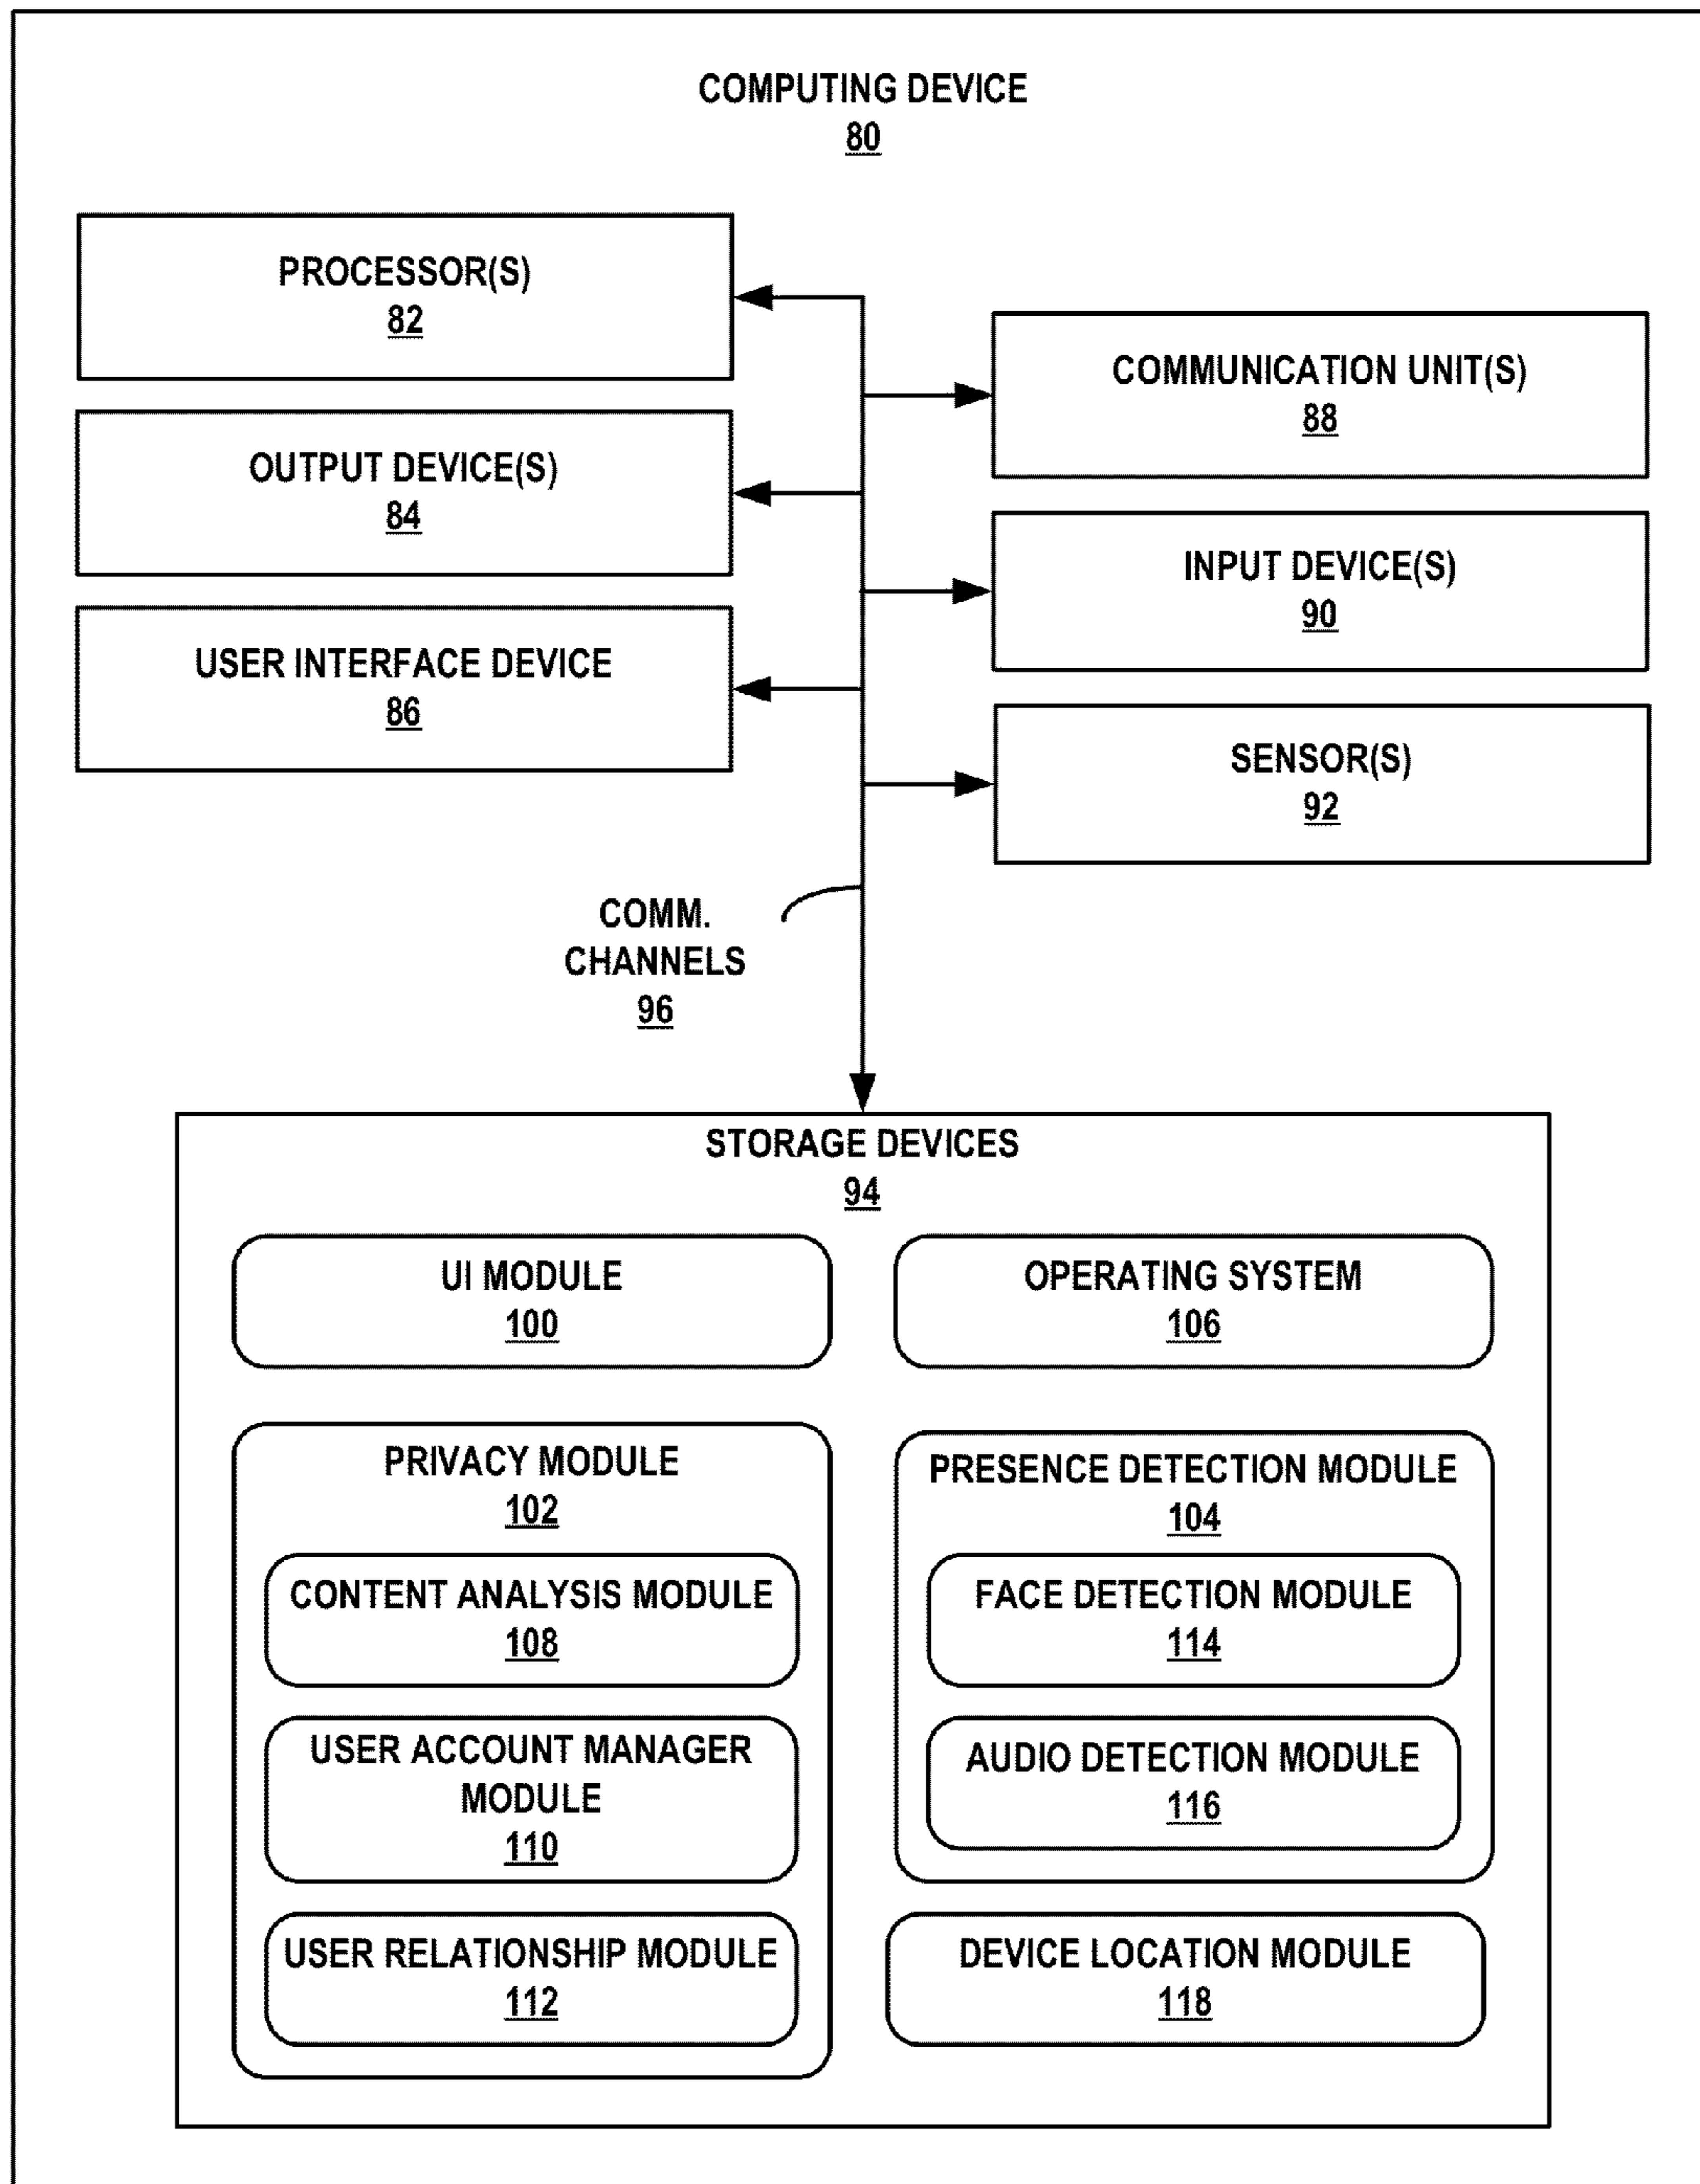 COMPUTING DEVICE
80
PROCESSOR(S)
82
OUTPUT DEVICE(S)
84
USER INTERFACE DEVICE
86
COMMUNICATION UNIT(S)
88
INPUT DEVICE(S)
90
SENSOR(S)
92
COMM.
CHANNELS
96
STORAGE DEVICES
94
UI MODULE
100
OPERATING SYSTEM
106
PRIVACY MODULE
102
CONTENT ANALYSIS MODULE
108
USER ACCOUNT MANAGER
MODULE
110
USER RELATIONSHIP MODULE
112
PRESENCE DETECTION MODULE
104
FACE DETECTION MODULE
114
AUDIO DETECTION MODULE
116
DEVICE LOCATION MODULE
118